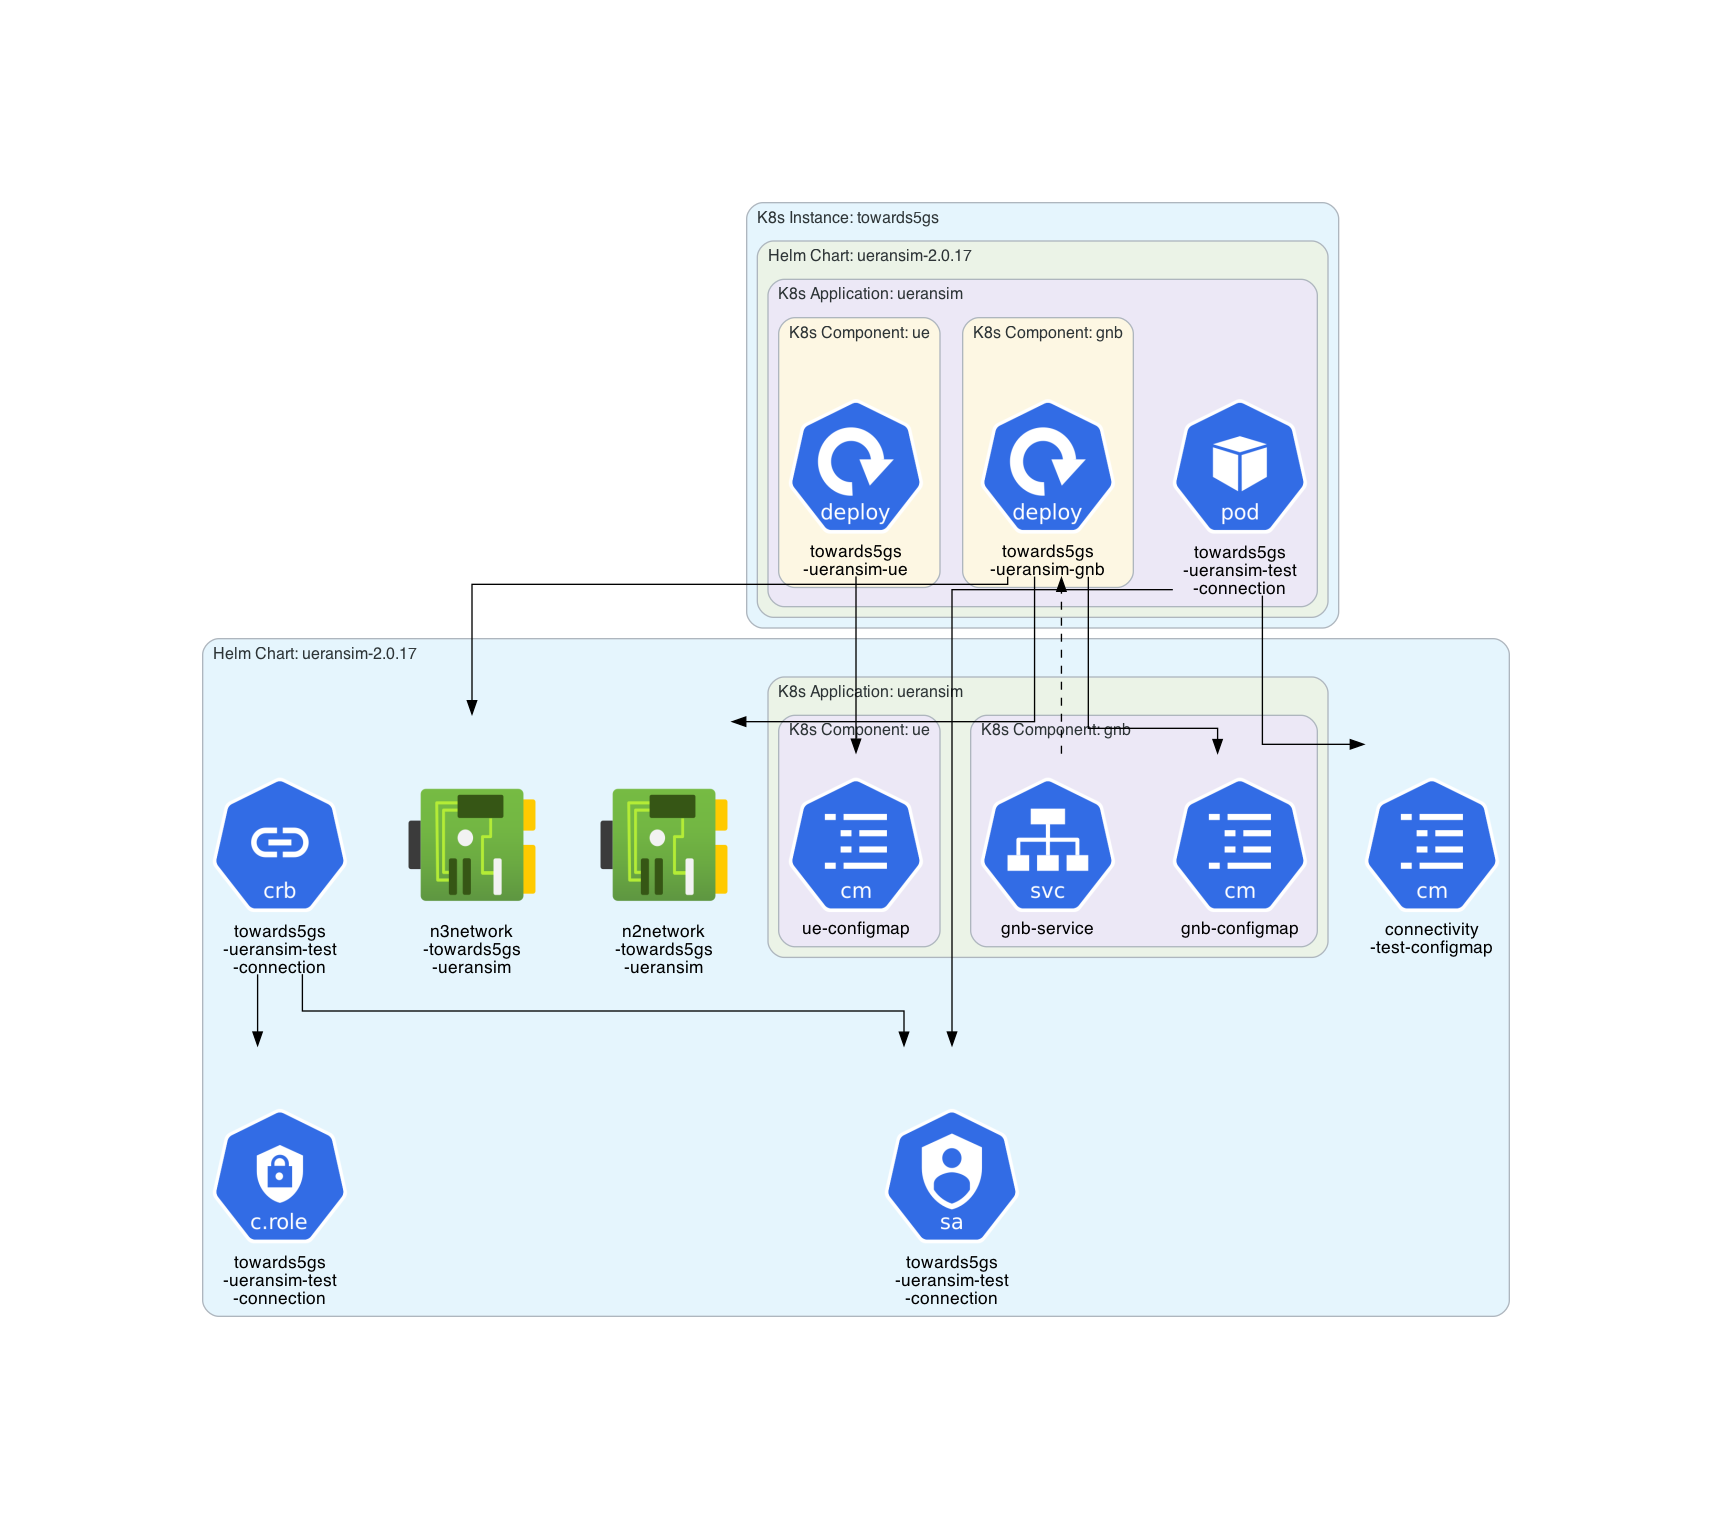 K8s Instance: towards5gs
Helm Chart: ueransim-2.0.17
K8s Application: ueransim
K8s Component: ue
K8s Component: gnb
deploy
deploy
pod
towards5gs
-ueransim-ue
towards5gs
-ueransim-gnb
towards5gs
-ueransim-test
-connection
Helm Chart: ueransim-2.0.17
K8s Application: ueransim
K8s Component: ue
K8s Component: gnb
crb
cm
svc
cm
cm
towards5gs
-ueransim-test
-connection
n3network
-towards5gs
-ueransim
n2network
-towards5gs
-ueransim
ue-configmap
gnb-service
gnb-configmap
connectivity
-test-configmap
c.role
sa
towards5gs
-ueransim-test
-connection
towards5gs
-ueransim-test
-connection